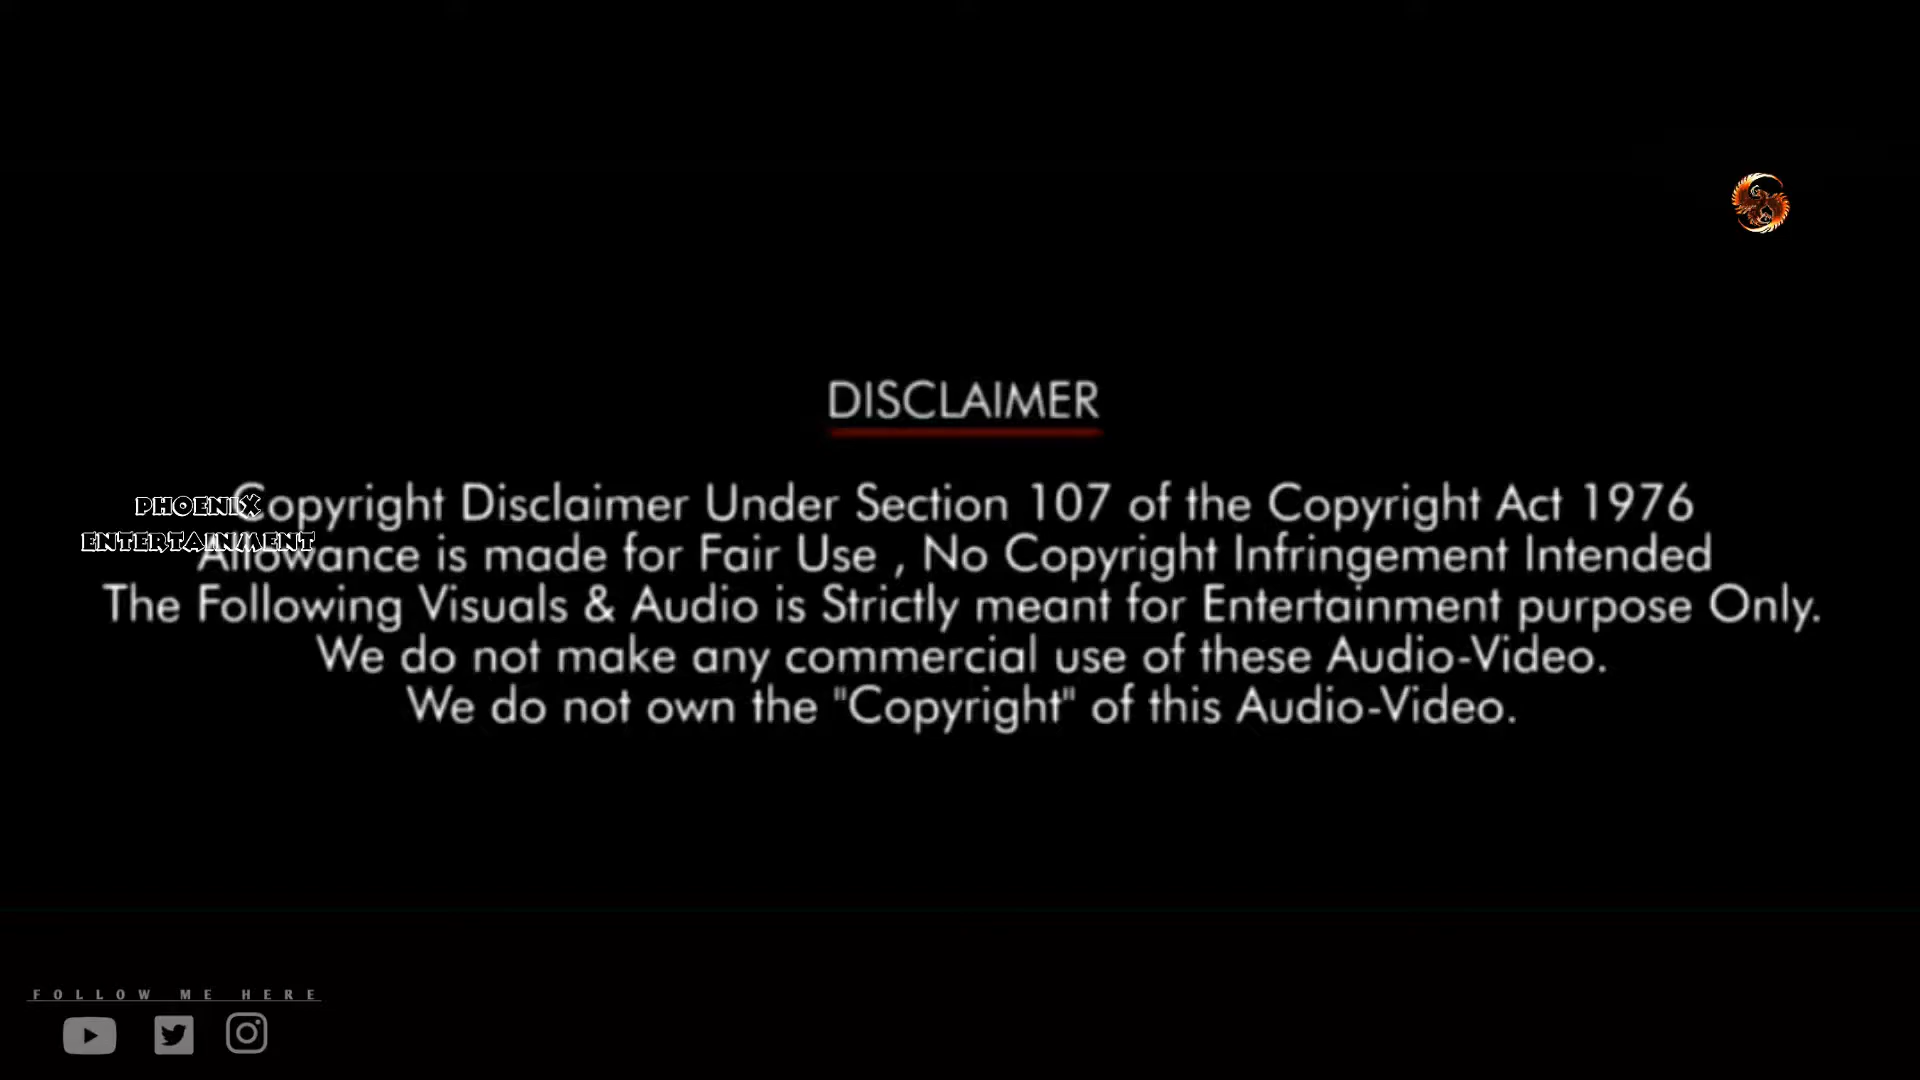 DISCLAIMER
Copyright Disclaimer Under Section 107 of the Copyright Act 1976
Allowance is made for Fair Use , No Copyright Infringement Intended
The Following Visuals & Audio is Strictly meant for Entertainment purpose Only.
We do not make any commercial use of these Audio-Video.
We do not own the "Copyright" of this Audio-Video.
PHOENIX
ENTERTAINMENT
FOLLOW ME HERE